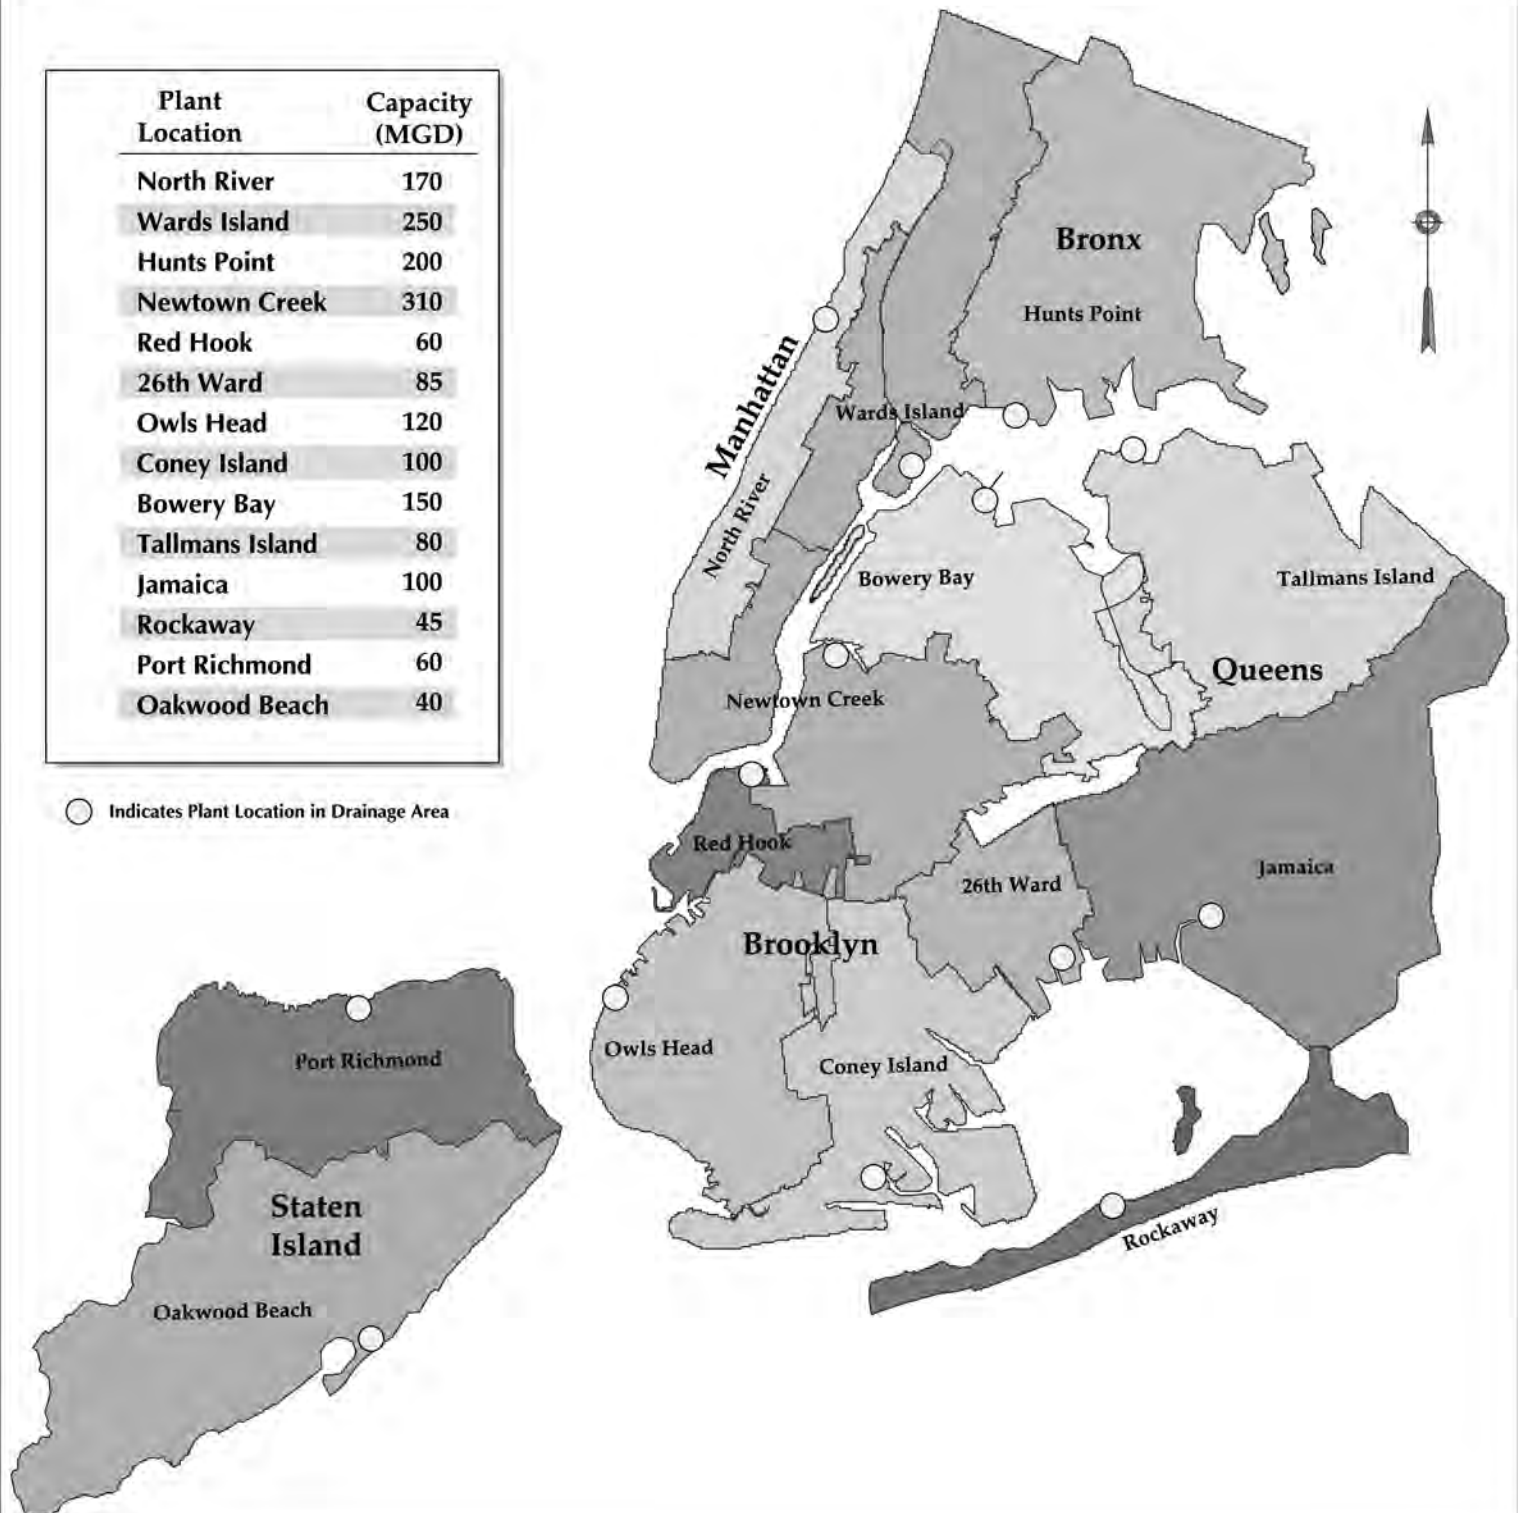 Plant Capacity
Location (MGD)
North River 170
Wards Island 250
Hunts Point 200
Newtown Creek 310
Red Hook 60
26th Ward 85
Owls Head 120
Coney Island 100
Bowery Bay 150
Tallmans Island 80
Jamaica 100
Rockaway 45
Port Richmond 60
Oakwood Beach 40
Indicates Plant Location in Drainage Area
Bronx
Hunts Point
Manhattan
Wards Island
North River
Bowery Bay
Tallmans Island
Queens
Newtown Creek
Red Hook
Jamaica
26th Ward
Brooklyn
Owls Head
Coney Island
Port Richmond
Staten
Island
Rockaway
Oakwood Beach